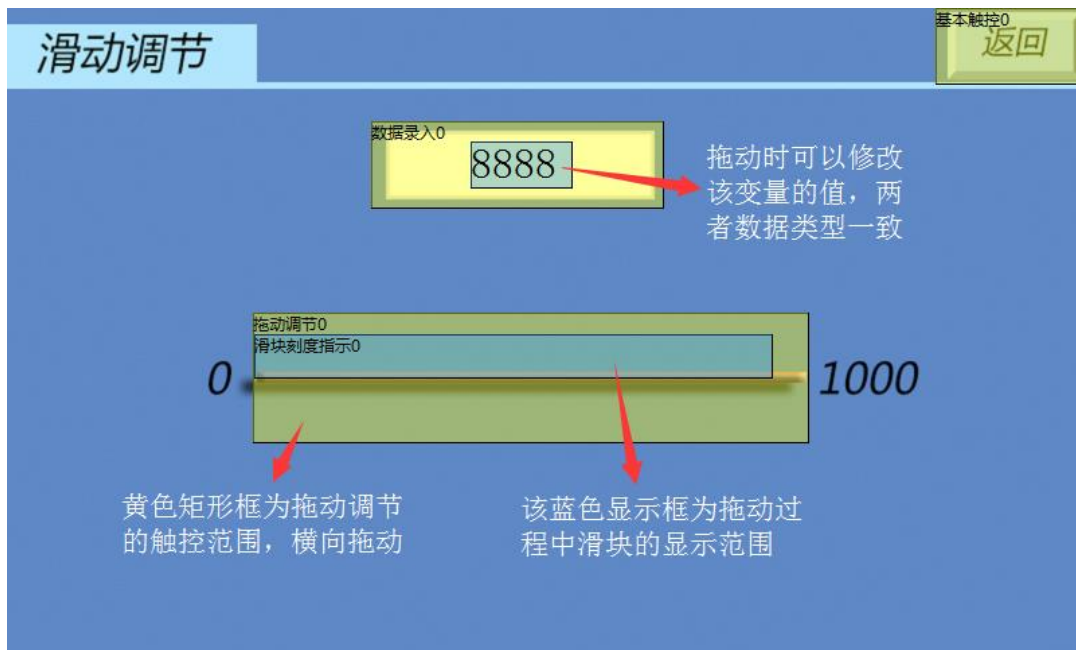 基本触控0
滑动调节
返回
数据录入0
8888
拖动时可以修改
该变量的值，两
者数据类型一致
拖动调节0
滑块刻度指示0
0
1000
黄色矩形框为拖动调节
的触控范围，横向拖动
该蓝色显示框为拖动过
程中滑块的显示范围